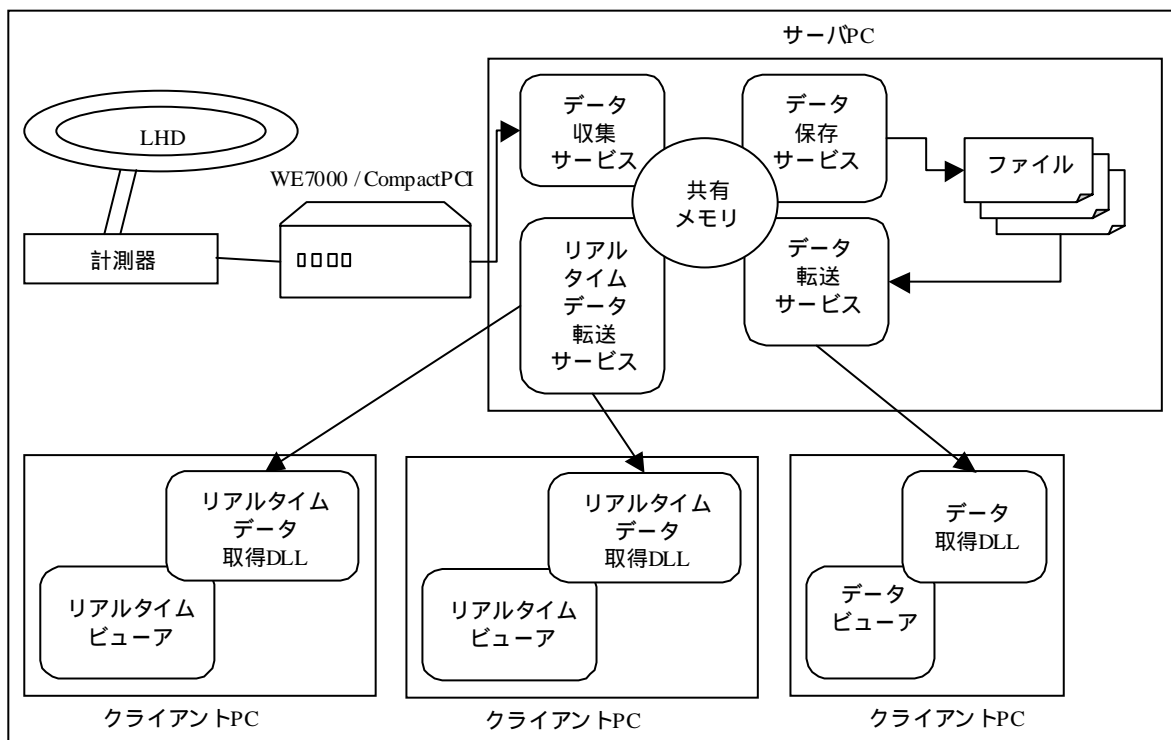 サーバPC
LHD
WE7000 / CompactPCI
計測器
データ
収集
サービス
データ
保存
サービス
共有
メモリ
ファイル
リアル
タイム
データ
転送
サービス
データ
転送
サービス
リアルタイム
データ
取得DLL
リアルタイム
ビューア
クライアントPC
リアルタイム
データ
取得DLL
リアルタイム
ビューア
クライアントPC
データ
取得DLL
データ
ビューア
クライアントPC